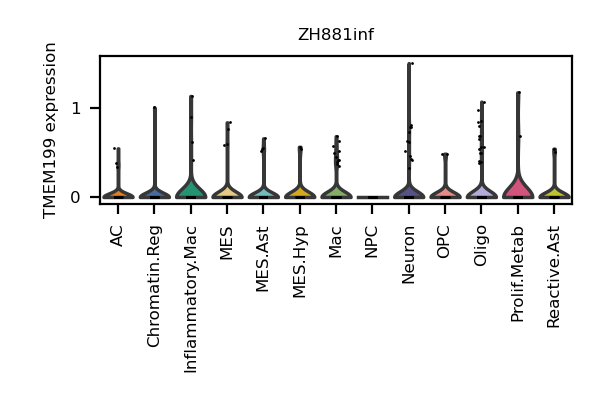 ZH881inf
TMEM199 expression
1
0
AC
Chromatin.Reg
Inflammatory.Mac
MES
MES.Ast
MES.Hyp
Mac
NPC
Neuron
OPC
Oligo
Prolif.Metab
Reactive.Ast